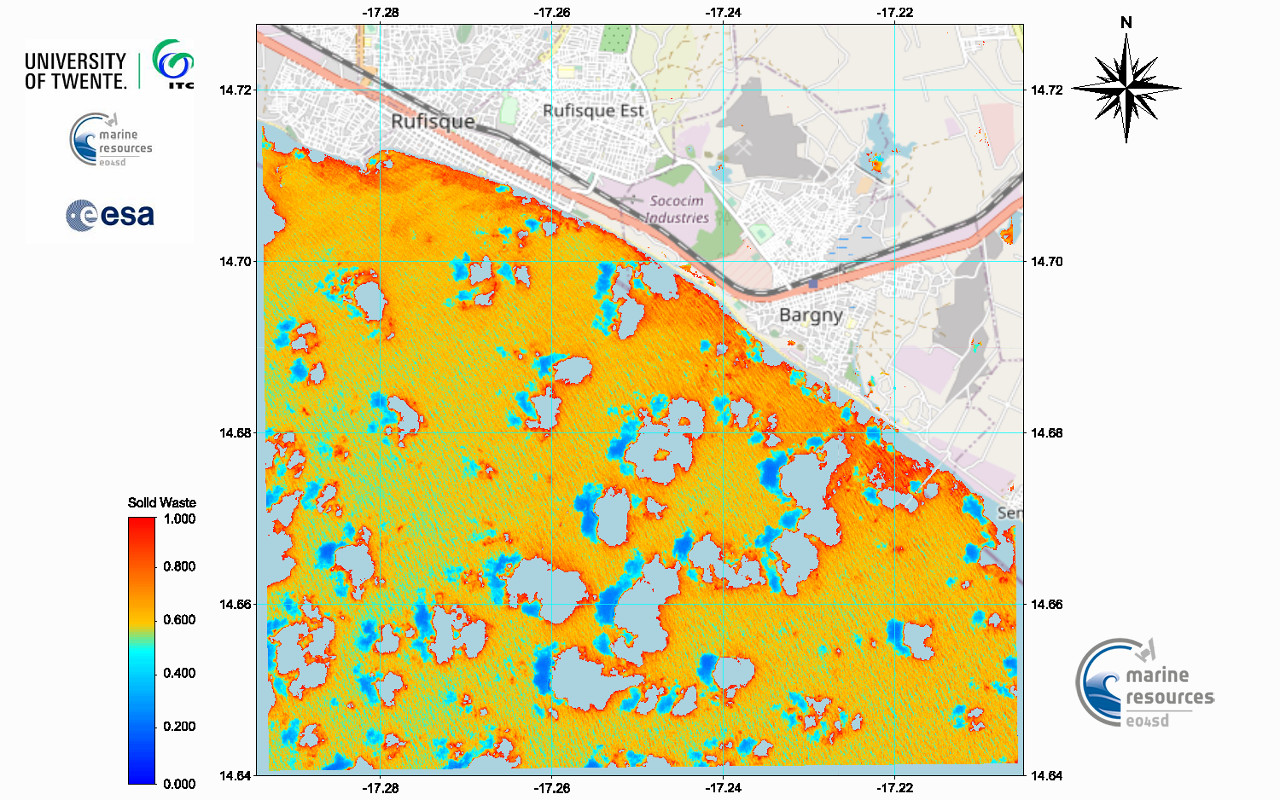 -17.28 -17.26 -17.24 -17.22
N
UNIVERSITY
OF TWENTE.
ITC
14.72 14.72
Rufisque Est
Rufisque
marine
resources
eo4sd
esa
Sococim
Industries
14.70 14.70
Bargny
14.68 14.68
Solid Waste
1.000
0.800
0.600
0.400
0.200
0.000
Ser
14.66 14.66
marine
resources
eo4sd
14.64 14.64
-17.28 -17.26 -17.24 -17.22